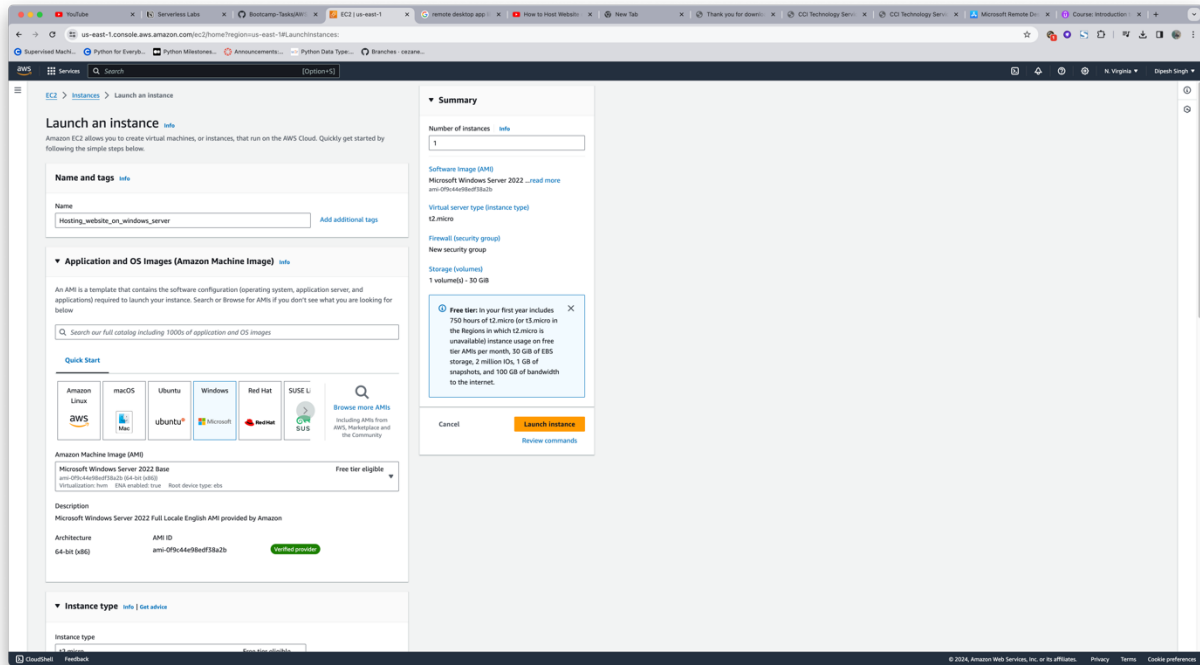 YouTube
Serverless Labs
Bootcamp-Tasks/AWS
EC2 | us-east-1
remote desktop app
How to Host Website
New Tab
Thank you for downl
CCI Technology Serv
CCI Technology Serv
Microsoft Remote Des
Course: Introduction
us-east-1.console.aws.amazon.com/ec2/home?region=us-east-1#LaunchInstances:
Supervised Machi...
Python for Everyb...
Python Milestones...
Announcements:...
Python Data Type:...
Branches - cezane...
aws
Services
Search
[Option+S]
N. Virginia
Dipesh Singh
EC2 > Instances > Launch an instance
Launch an instance Info
Amazon EC2 allows you to create virtual machines, or instances, that run on the AWS Cloud. Quickly get started by
following the simple steps below.
Name and tags Info
Name
Hosting_website_on_windows_server
Add additional tags
Application and OS Images (Amazon Machine Image) Info
An AMI is a template that contains the software configuration (operating system, application server, and
applications) required to launch your instance. Search or Browse for AMIs if you don't see what you are looking for
below
Search our full catalog including 1000s of application and OS images
Quick Start
Amazon
Linux
aws
macOS
Mac
Ubuntu
ubuntu
Windows
Microsoft
Red Hat
RedHat
SUSE Li
SUS
Browse more AMIs
Including AMIs from
AWS, Marketplace and
the Community
Amazon Machine Image (AMI)
Microsoft Windows Server 2022 Base
Free tier eligible
ami-0f9c44e98edf38a2b (64-bit (x86))
Virtualization: hvm ENA enabled: true Root device type: ebs
Description
Microsoft Windows Server 2022 Full Locale English AMI provided by Amazon
Architecture
AMI ID
64-bit (x86)
ami-0f9c44e98edf38a2b
Verified provider
Instance type Info | Get advice
Instance type
t2.micro
Free tier eligible
Summary
Number of instances Info
1
Software Image (AMI)
Microsoft Windows Server 2022 ...read more
ami-0f9c44e98edf38a2b
Virtual server type (instance type)
t2.micro
Firewall (security group)
New security group
Storage (volumes)
1 volume(s) - 30 GiB
Free tier: In your first year includes
750 hours of t2.micro (or t3.micro in
the Regions in which t2.micro is
unavailable) instance usage on free
tier AMIs per month, 30 GiB of EBS
storage, 2 million IOs, 1 GB of
snapshots, and 100 GB of bandwidth
to the internet.
Cancel
Launch instance
Review commands
CloudShell
Feedback
© 2024, Amazon Web Services, Inc. or its affiliates.
Privacy
Terms
Cookie preferences